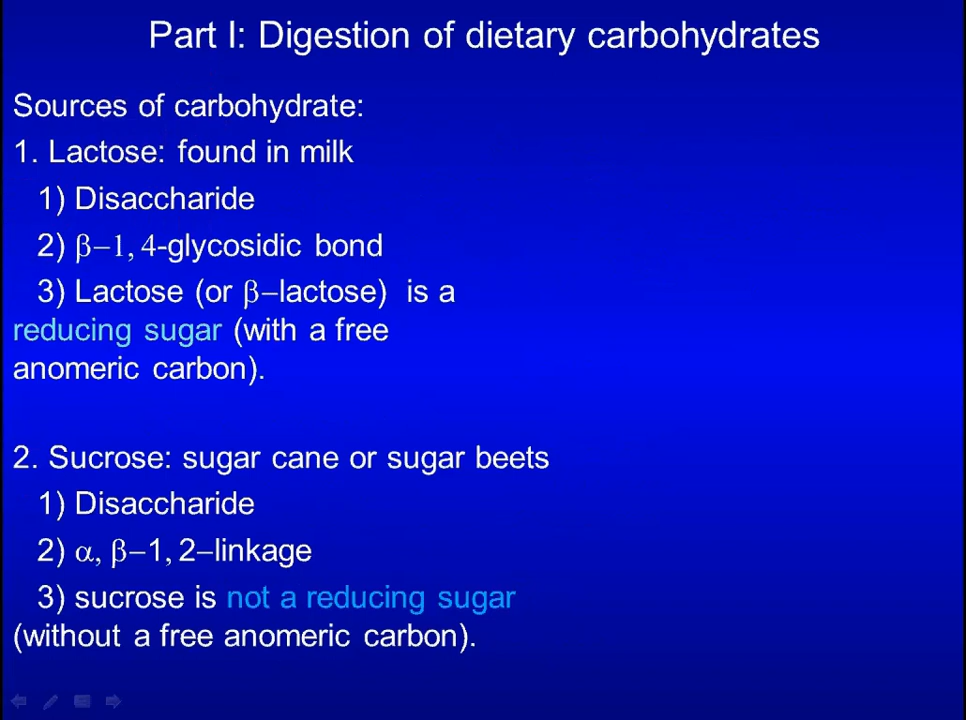 Part I: Digestion of dietary carbohydrates
Sources of carbohydrate:
1. Lactose: found in milk
1) Disaccharide
2) β−1, 4-glycosidic bond
3) Lactose (or β−lactose) is a
reducing sugar (with a free
anomeric carbon).
2. Sucrose: sugar cane or sugar beets
1) Disaccharide
2) α, β−1, 2−linkage
3) sucrose is not a reducing sugar
(without a free anomeric carbon).